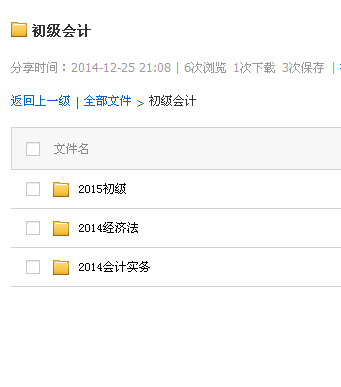 初级会计
分享时间：2014-12-25 21:08 | 6次浏览 1次下载 3次保存 |
返回上一级 | 全部文件 > 初级会计
文件名
2015初级
2014经济法
2014会计实务